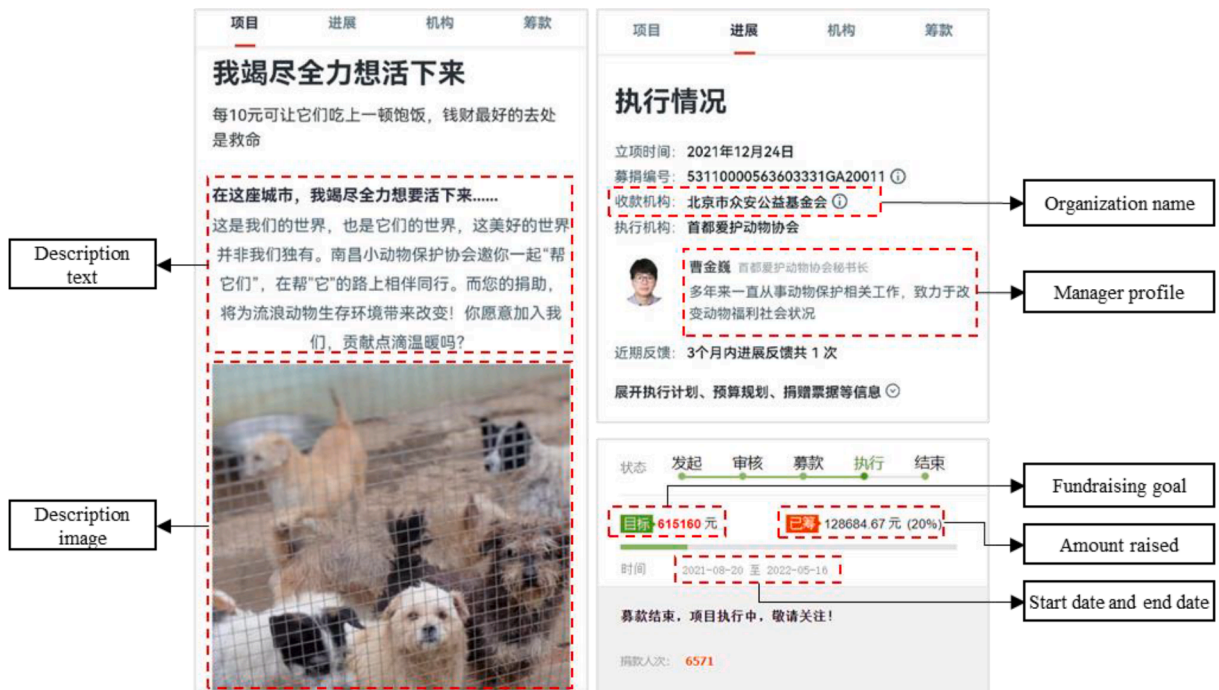 项目 进展 机构 筹款
我竭尽全力想活下来
每10元可让它们吃上一顿饱饭，钱财最好的去处
是救命
在这座城市，我竭尽全力想要活下来......
这是我们的世界，也是它们的世界，这美好的世界
并非我们独有。南昌小动物保护协会邀你一起"帮
它们"，在帮"它"的路上相伴同行。而您的捐助，
将为流浪动物生存环境带来改变！你愿意加入我
们，贡献点滴温暖吗？
Description
text
Description
image
项目 进展 机构 筹款
执行情况
立项时间： 2021年12月24日
募捐编号： 53110000563603331GA20011
收款机构： 北京市众安公益基金会
执行机构： 首都爱护动物协会
曹金巍 首都爱护动物协会秘书长
多年来一直从事动物保护相关工作，致力于改
变动物福利社会状况
近期反馈： 3个月内进展反馈共 1 次
展开执行计划、预算规划、捐赠票据等信息
Organization name
Manager profile
状态 发起 审核 募款 执行 结束
目标 615160 元 已筹 128684.67 元 (20%)
时间 2021-08-20 至 2022-05-16
募款结束，项目执行中，敬请关注！
捐款人次： 6571
Fundraising goal
Amount raised
Start date and end date